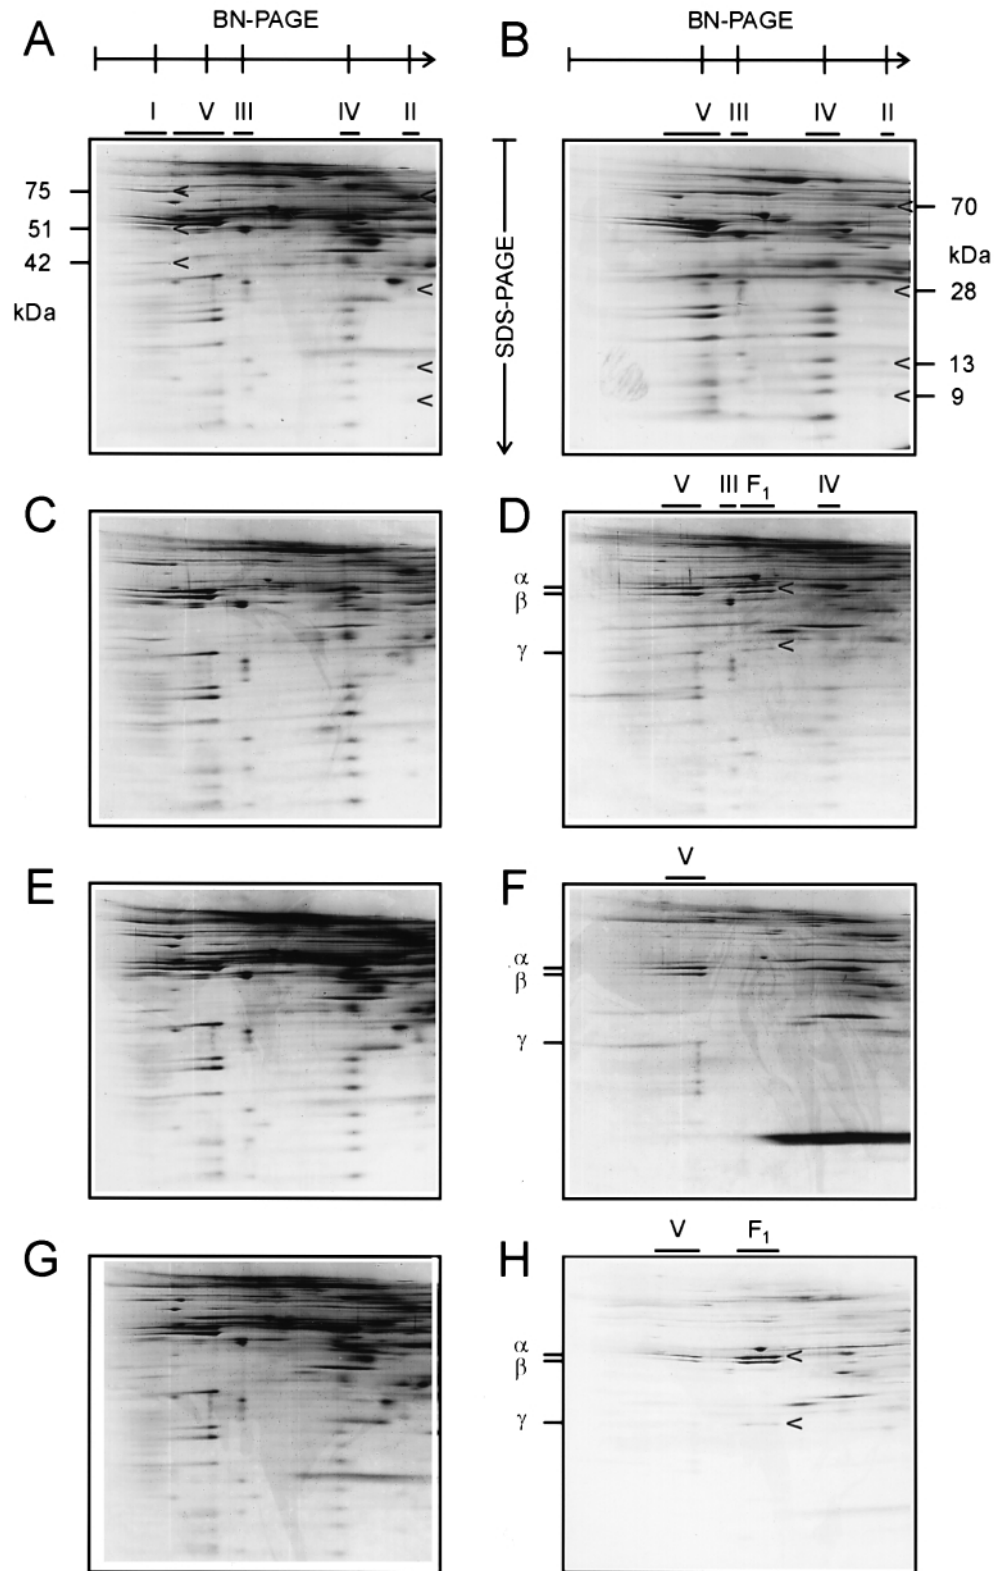 A
BN-PAGE
I V III IV II
75
51
42
kDa
B
BN-PAGE
V III IV II
SDS-PAGE
70
kDa
28
13
9
C
D
V III F₁ IV
α
β
γ
E
F
V
α
β
γ
G
H
V F₁
α
β
γ